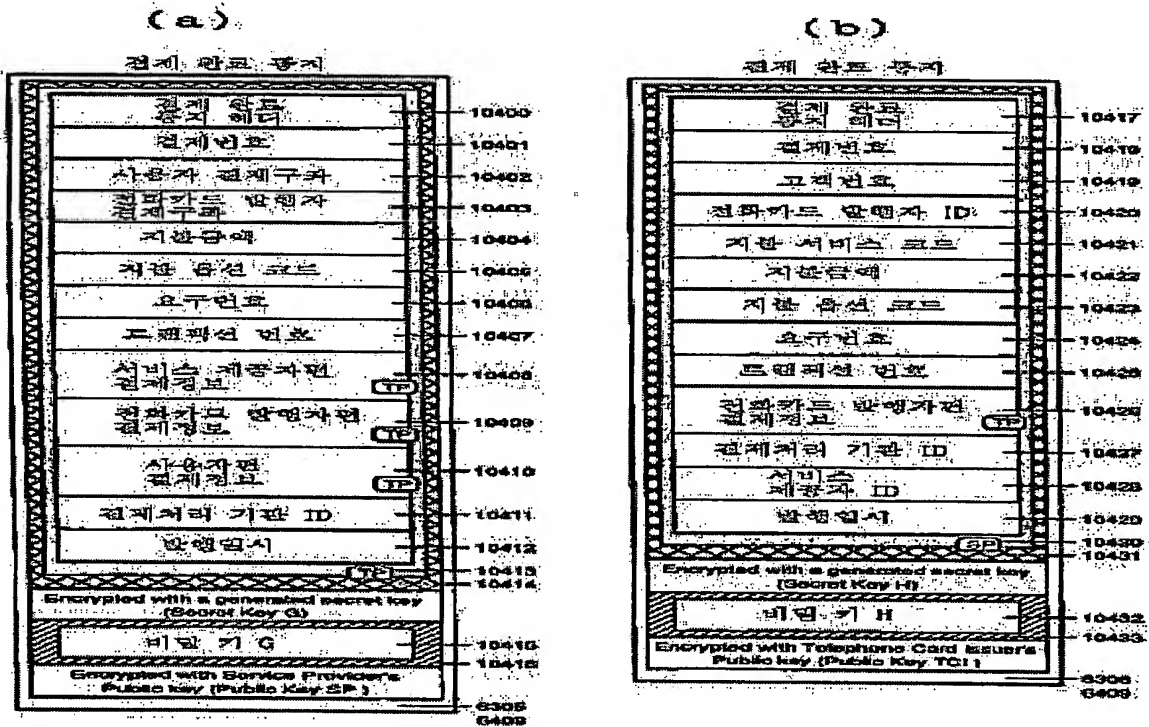 (a)
결제 완료 통지
결제 완료
통지 헤더
10400
결제번호
10401
사용자 결제구좌
10402
전화카드 발행자
결제구좌
10403
지불금액
10404
지불 옵션 코드
10405
요구번호
10406
트랜잭션 번호
10407
서비스 제공자편
결제정보
TP
10408
전화카드 발행자편
결제정보
TP
10409
사용자편
결제정보
TP
10410
결제처리 기관 ID
10411
발행일시
10412
TP
10413
10414
Encrypted with a generated secret key
(Secret Key G)
비밀 키 G
10415
10416
Encrypted with Service Provider's
Public key (Public Key SP)
6305
6409
(b)
결제 완료 통지
결제 완료
통지 헤더
10417
결제번호
고객번호
10419
전화카드 발행자 ID
10420
지불 서비스 코드
10421
지불금액
10422
지불 옵션 코드
10423
요구번호
10424
트랜잭션 번호
10425
전화카드 발행자편
결제정보
TP
10426
결제처리 기관 ID
10427
서비스
제공자 ID
10428
발행일시
10429
SP
10430
10431
Encrypted with a generated secret key
(Secret Key H)
비밀 키 H
10432
10433
Encrypted with Telephone Card Issuer's
Public key (Public Key TCI)
6306
6409